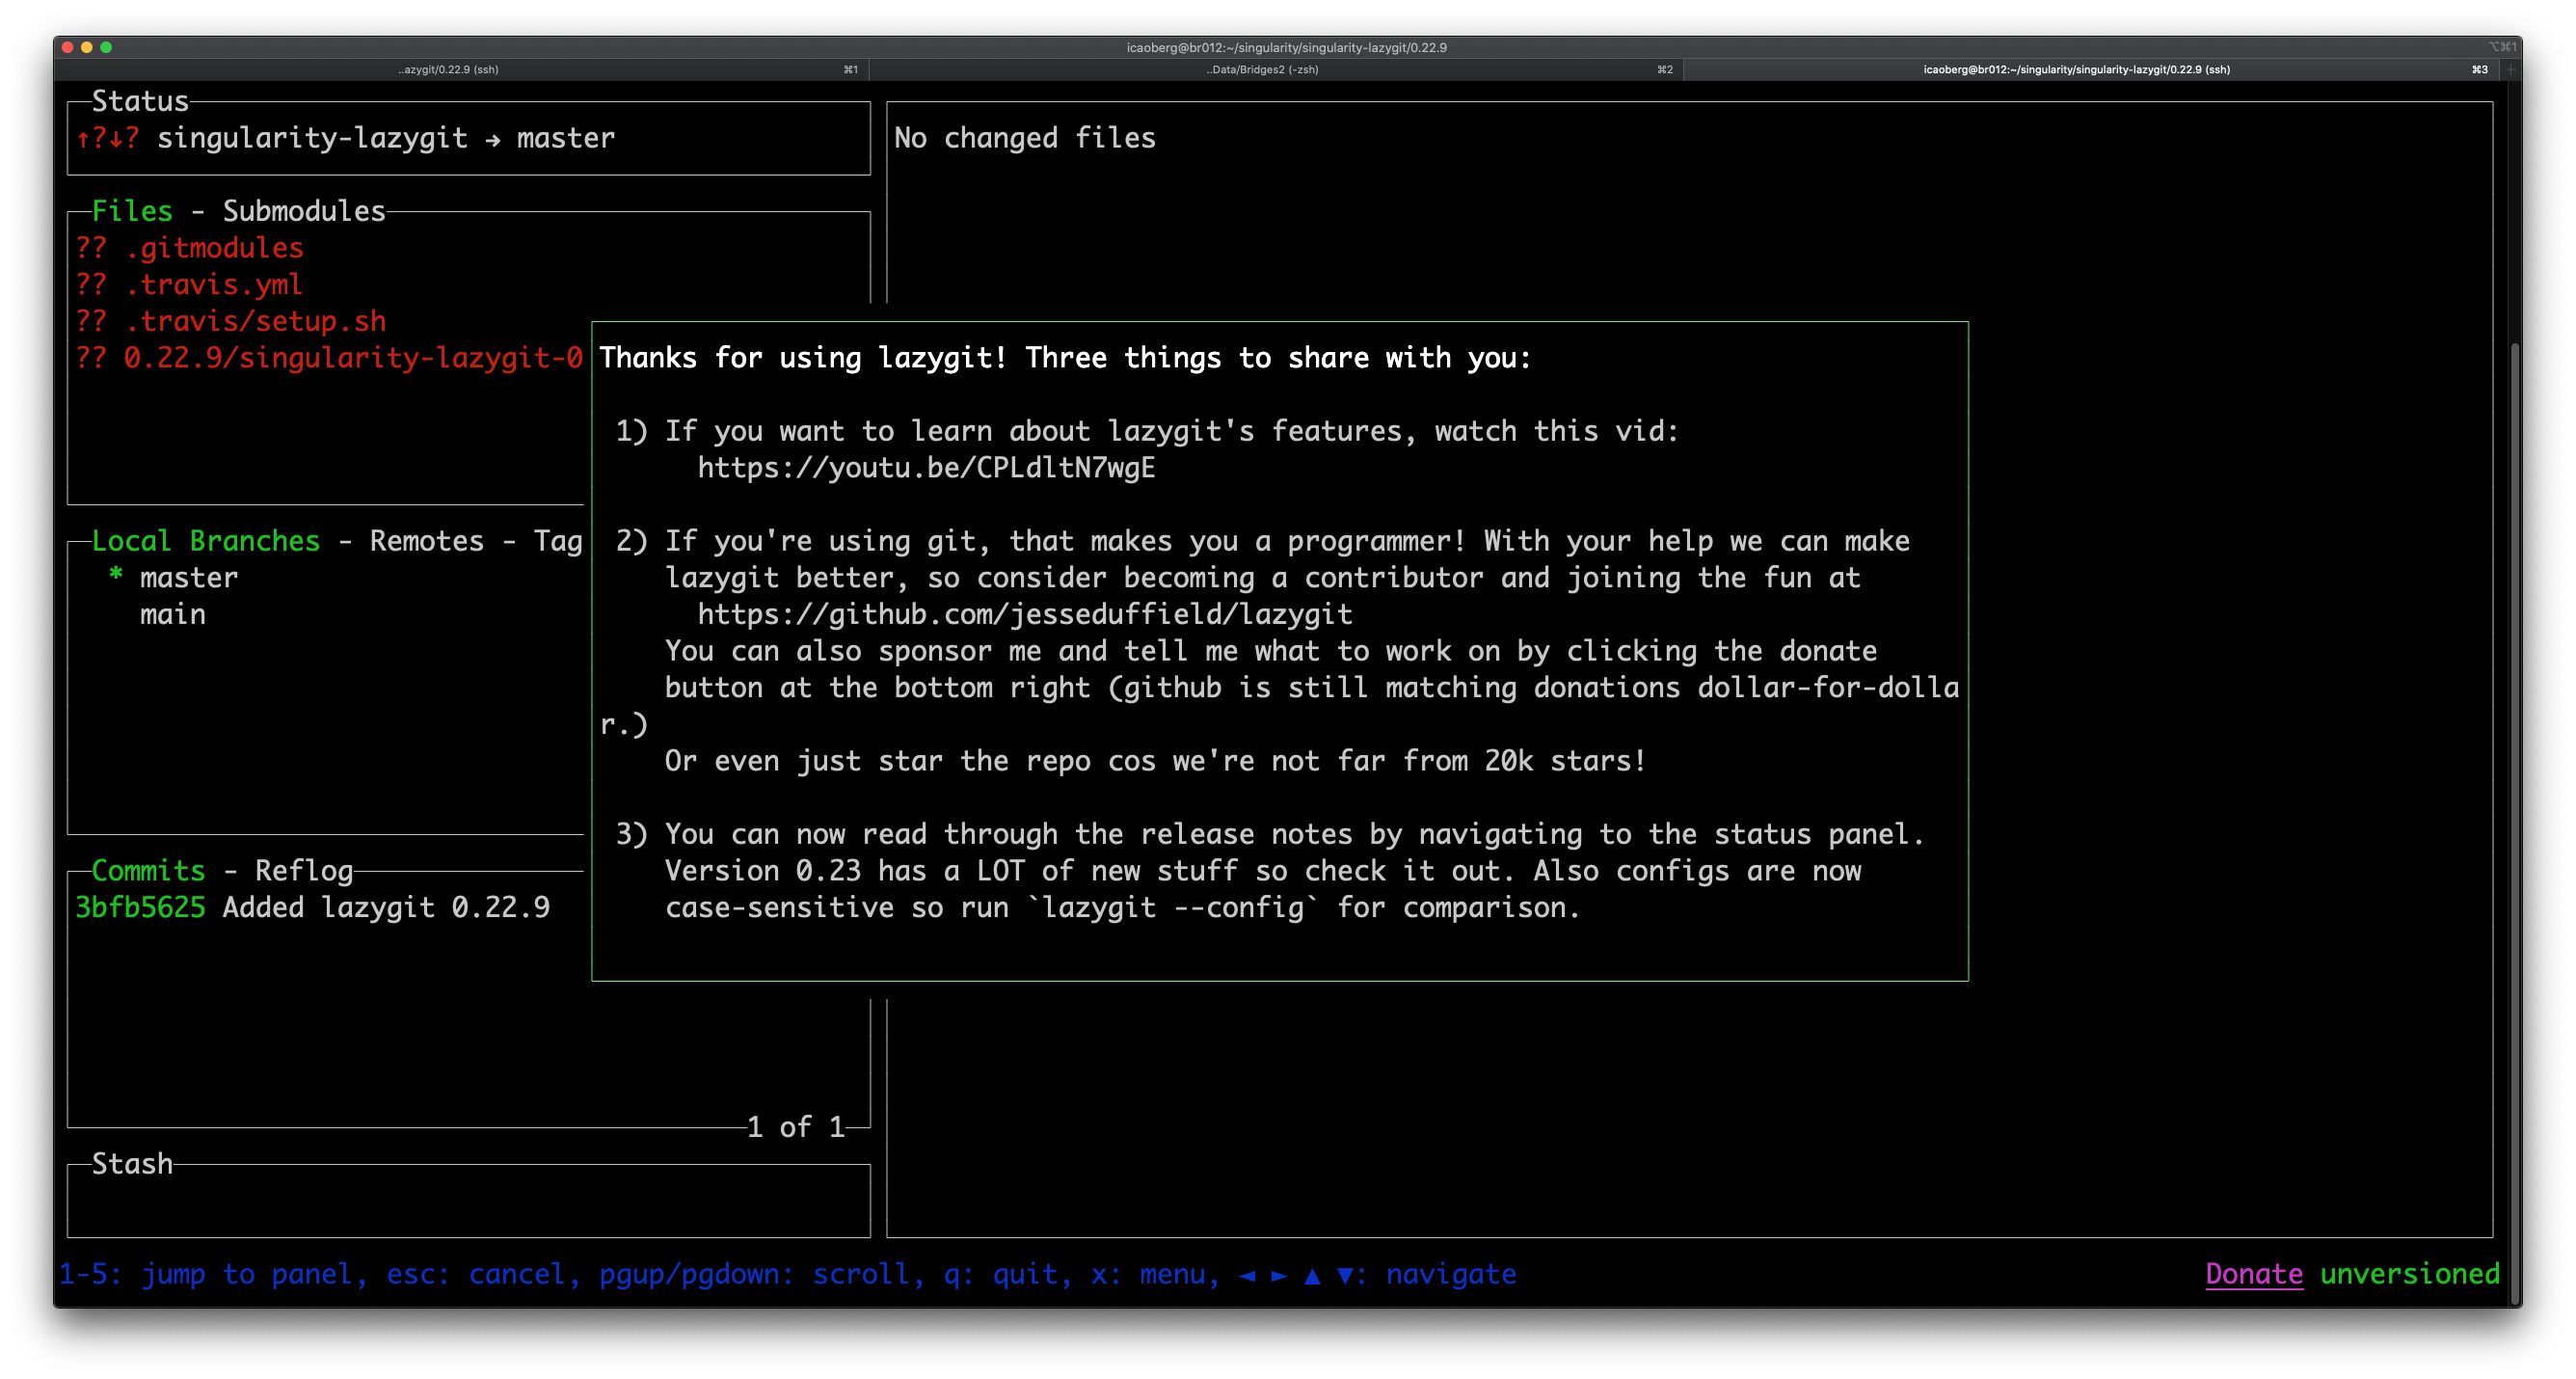 icaoberg@br012:~/singularity/singularity-lazygit/0.22.9
⌥⌘1
..azygit/0.22.9 (ssh) ⌘1
..Data/Bridges2 (-zsh) ⌘2
icaoberg@br012:~/singularity/singularity-lazygit/0.22.9 (ssh) ⌘3
Status
↑?↓? singularity-lazygit → master
Files - Submodules
?? .gitmodules
?? .travis.yml
?? .travis/setup.sh
?? 0.22.9/singularity-lazygit-0
Local Branches - Remotes - Tag
* master
main
Commits - Reflog
3bfb5625 Added lazygit 0.22.9
1 of 1
Stash
No changed files
Thanks for using lazygit! Three things to share with you:
1) If you want to learn about lazygit's features, watch this vid:
https://youtu.be/CPLdltN7wgE
2) If you're using git, that makes you a programmer! With your help we can make
lazygit better, so consider becoming a contributor and joining the fun at
https://github.com/jesseduffield/lazygit
You can also sponsor me and tell me what to work on by clicking the donate
button at the bottom right (github is still matching donations dollar-for-dolla
r.)
Or even just star the repo cos we're not far from 20k stars!
3) You can now read through the release notes by navigating to the status panel.
Version 0.23 has a LOT of new stuff so check it out. Also configs are now
case-sensitive so run `lazygit --config` for comparison.
1-5: jump to panel, esc: cancel, pgup/pgdown: scroll, q: quit, x: menu, ◄ ► ▲ ▼: navigate
Donate unversioned